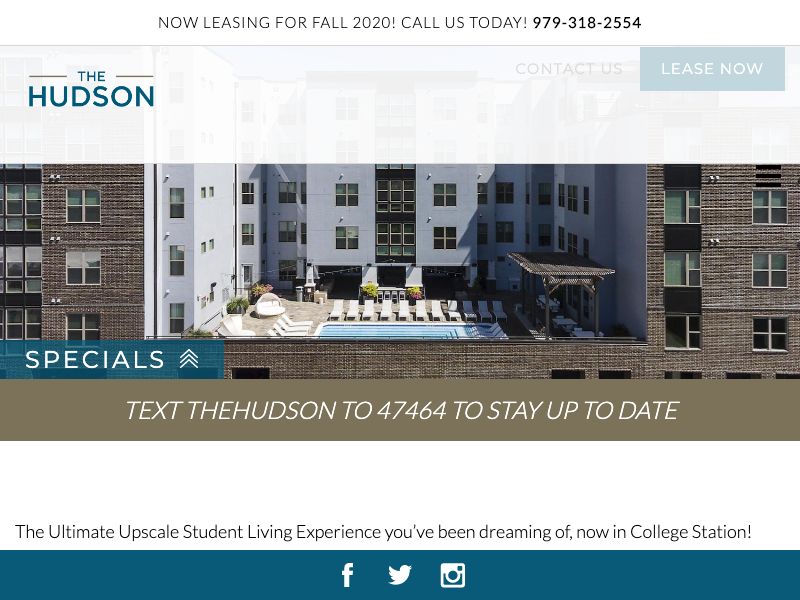 NOW LEASING FOR FALL 2020! CALL US TODAY! 979-318-2554
THE
HUDSON
CONTACT US
LEASE NOW
SPECIALS
TEXT THEHUDSON TO 47464 TO STAY UP TO DATE
The Ultimate Upscale Student Living Experience you've been dreaming of, now in College Station!